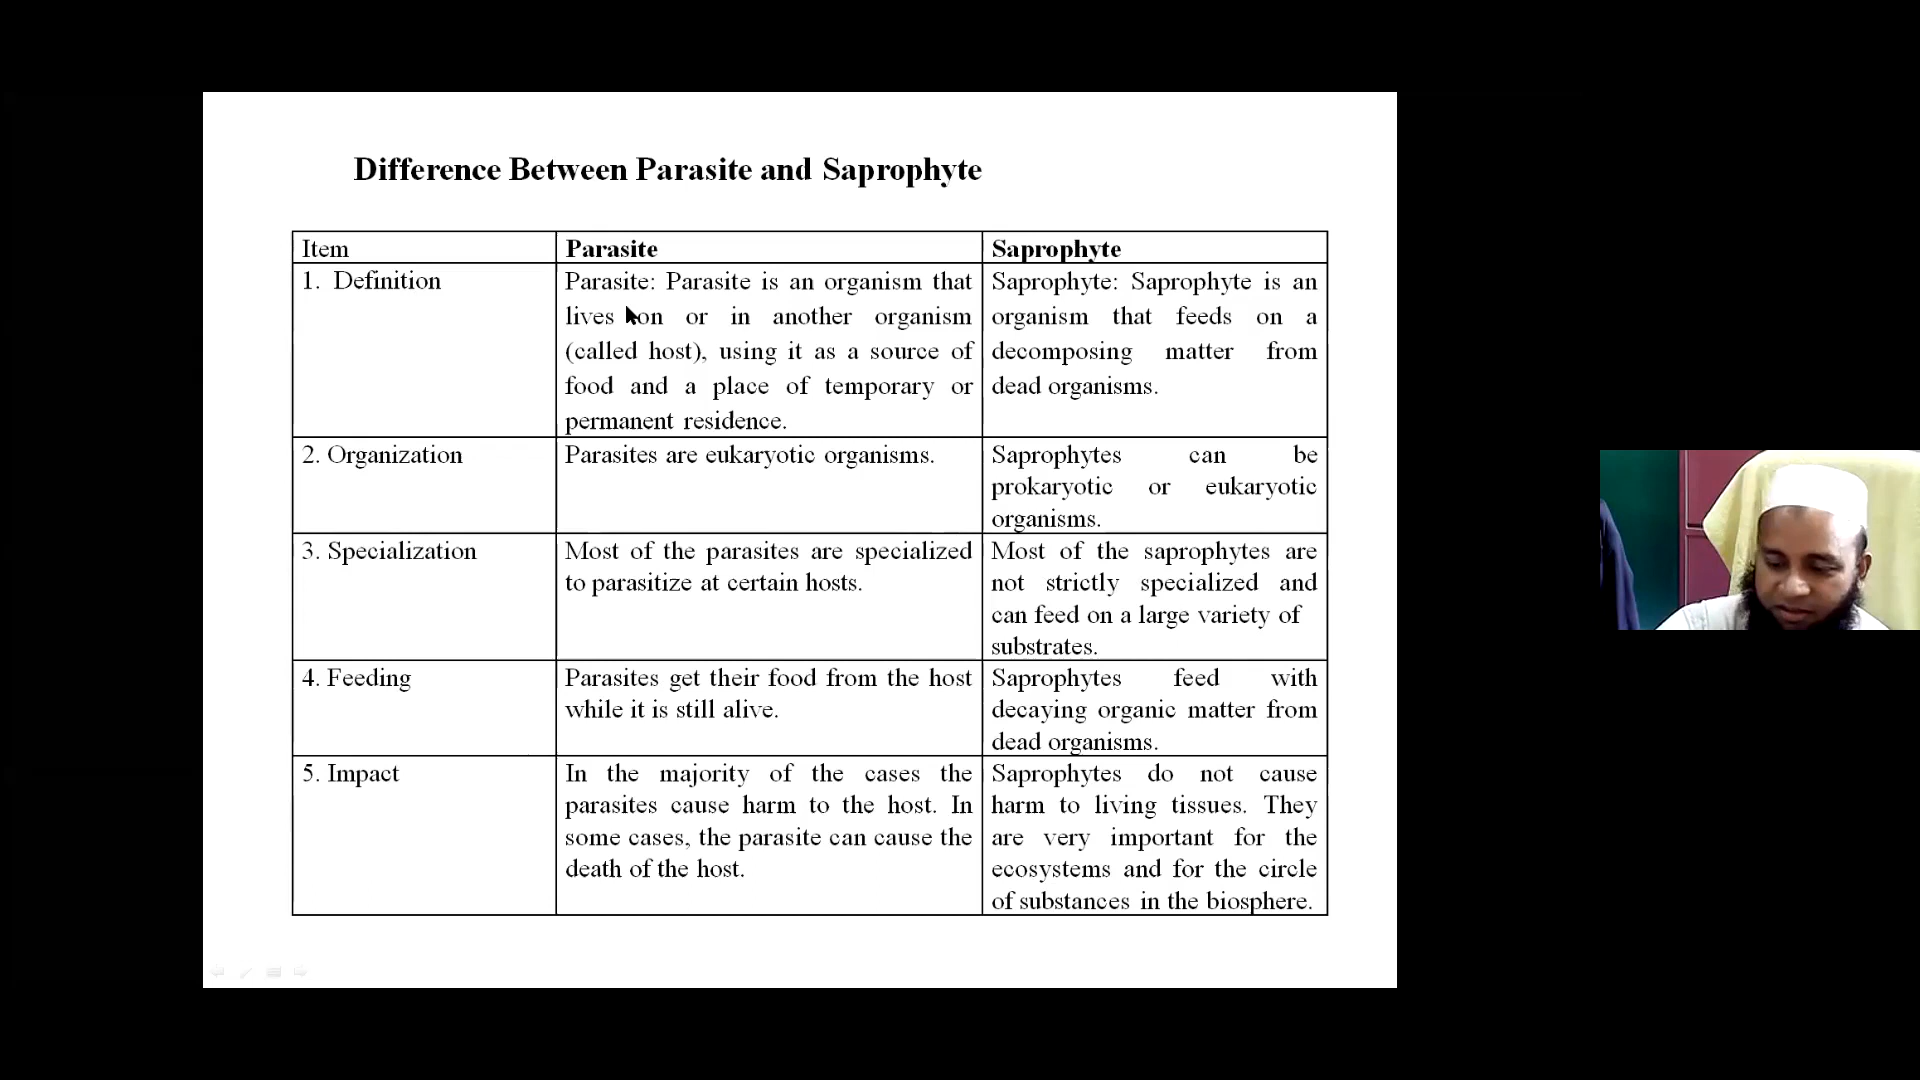 Difference Between Parasite and Saprophyte
Item
Parasite
Saprophyte
1. Definition
Parasite: Parasite is an organism that
lives on or in another organism
(called host), using it as a source of
food and a place of temporary or
permanent residence.
Saprophyte: Saprophyte is an
organism that feeds on a
decomposing matter from
dead organisms.
2. Organization
Parasites are eukaryotic organisms.
Saprophytes can be
prokaryotic or eukaryotic
organisms.
3. Specialization
Most of the parasites are specialized
to parasitize at certain hosts.
Most of the saprophytes are
not strictly specialized and
can feed on a large variety of
substrates.
4. Feeding
Parasites get their food from the host
while it is still alive.
Saprophytes feed with
decaying organic matter from
dead organisms.
5. Impact
In the majority of the cases the
parasites cause harm to the host. In
some cases, the parasite can cause the
death of the host.
Saprophytes do not cause
harm to living tissues. They
are very important for the
ecosystems and for the circle
of substances in the biosphere.